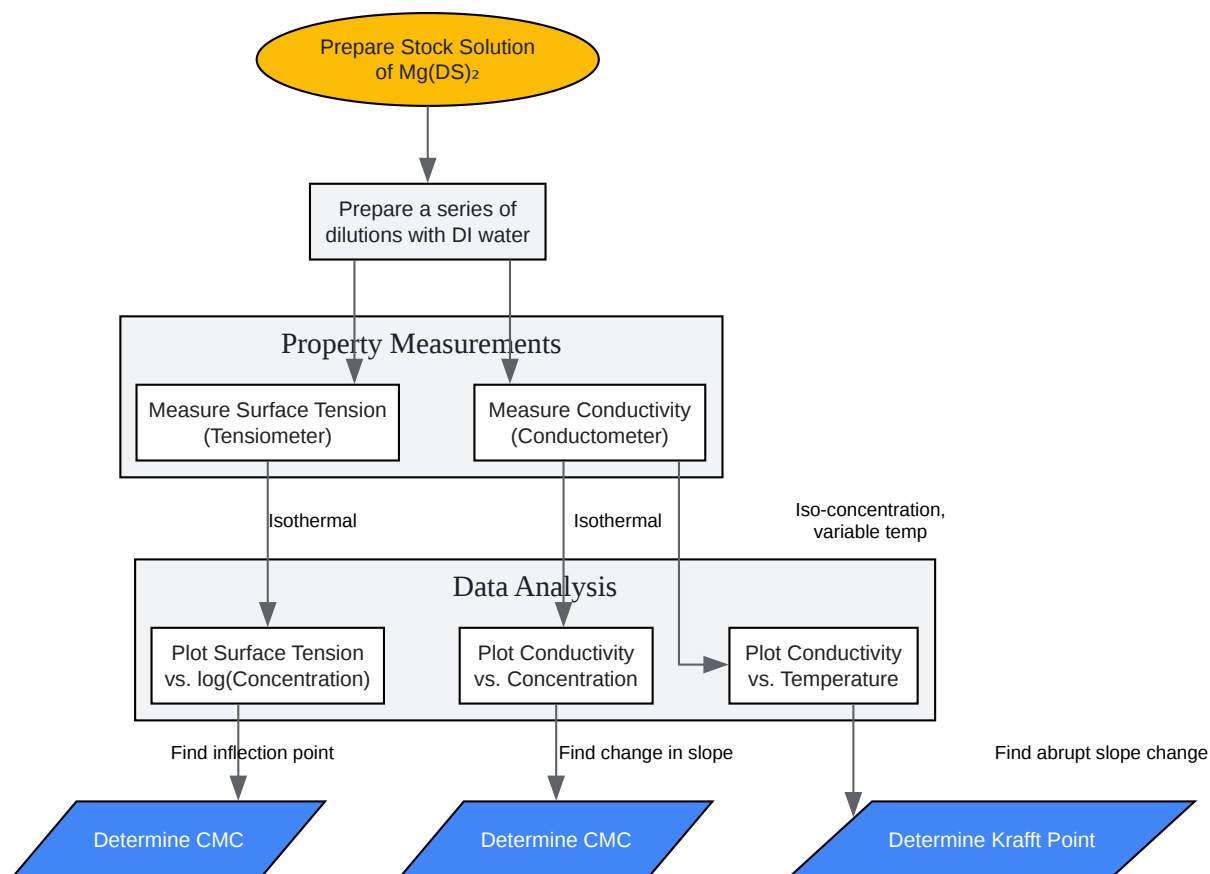 Prepare Stock Solution
of Mg(DS)₂
Prepare a series of
dilutions with DI water
Property Measurements
Measure Surface Tension
(Tensiometer)
Measure Conductivity
(Conductometer)
Isothermal
Isothermal
Iso-concentration,
variable temp
Data Analysis
Plot Surface Tension
vs. log(Concentration)
Plot Conductivity
vs. Concentration
Plot Conductivity
vs. Temperature
Find inflection point
Find change in slope
Find abrupt slope change
Determine CMC
Determine CMC
Determine Krafft Point